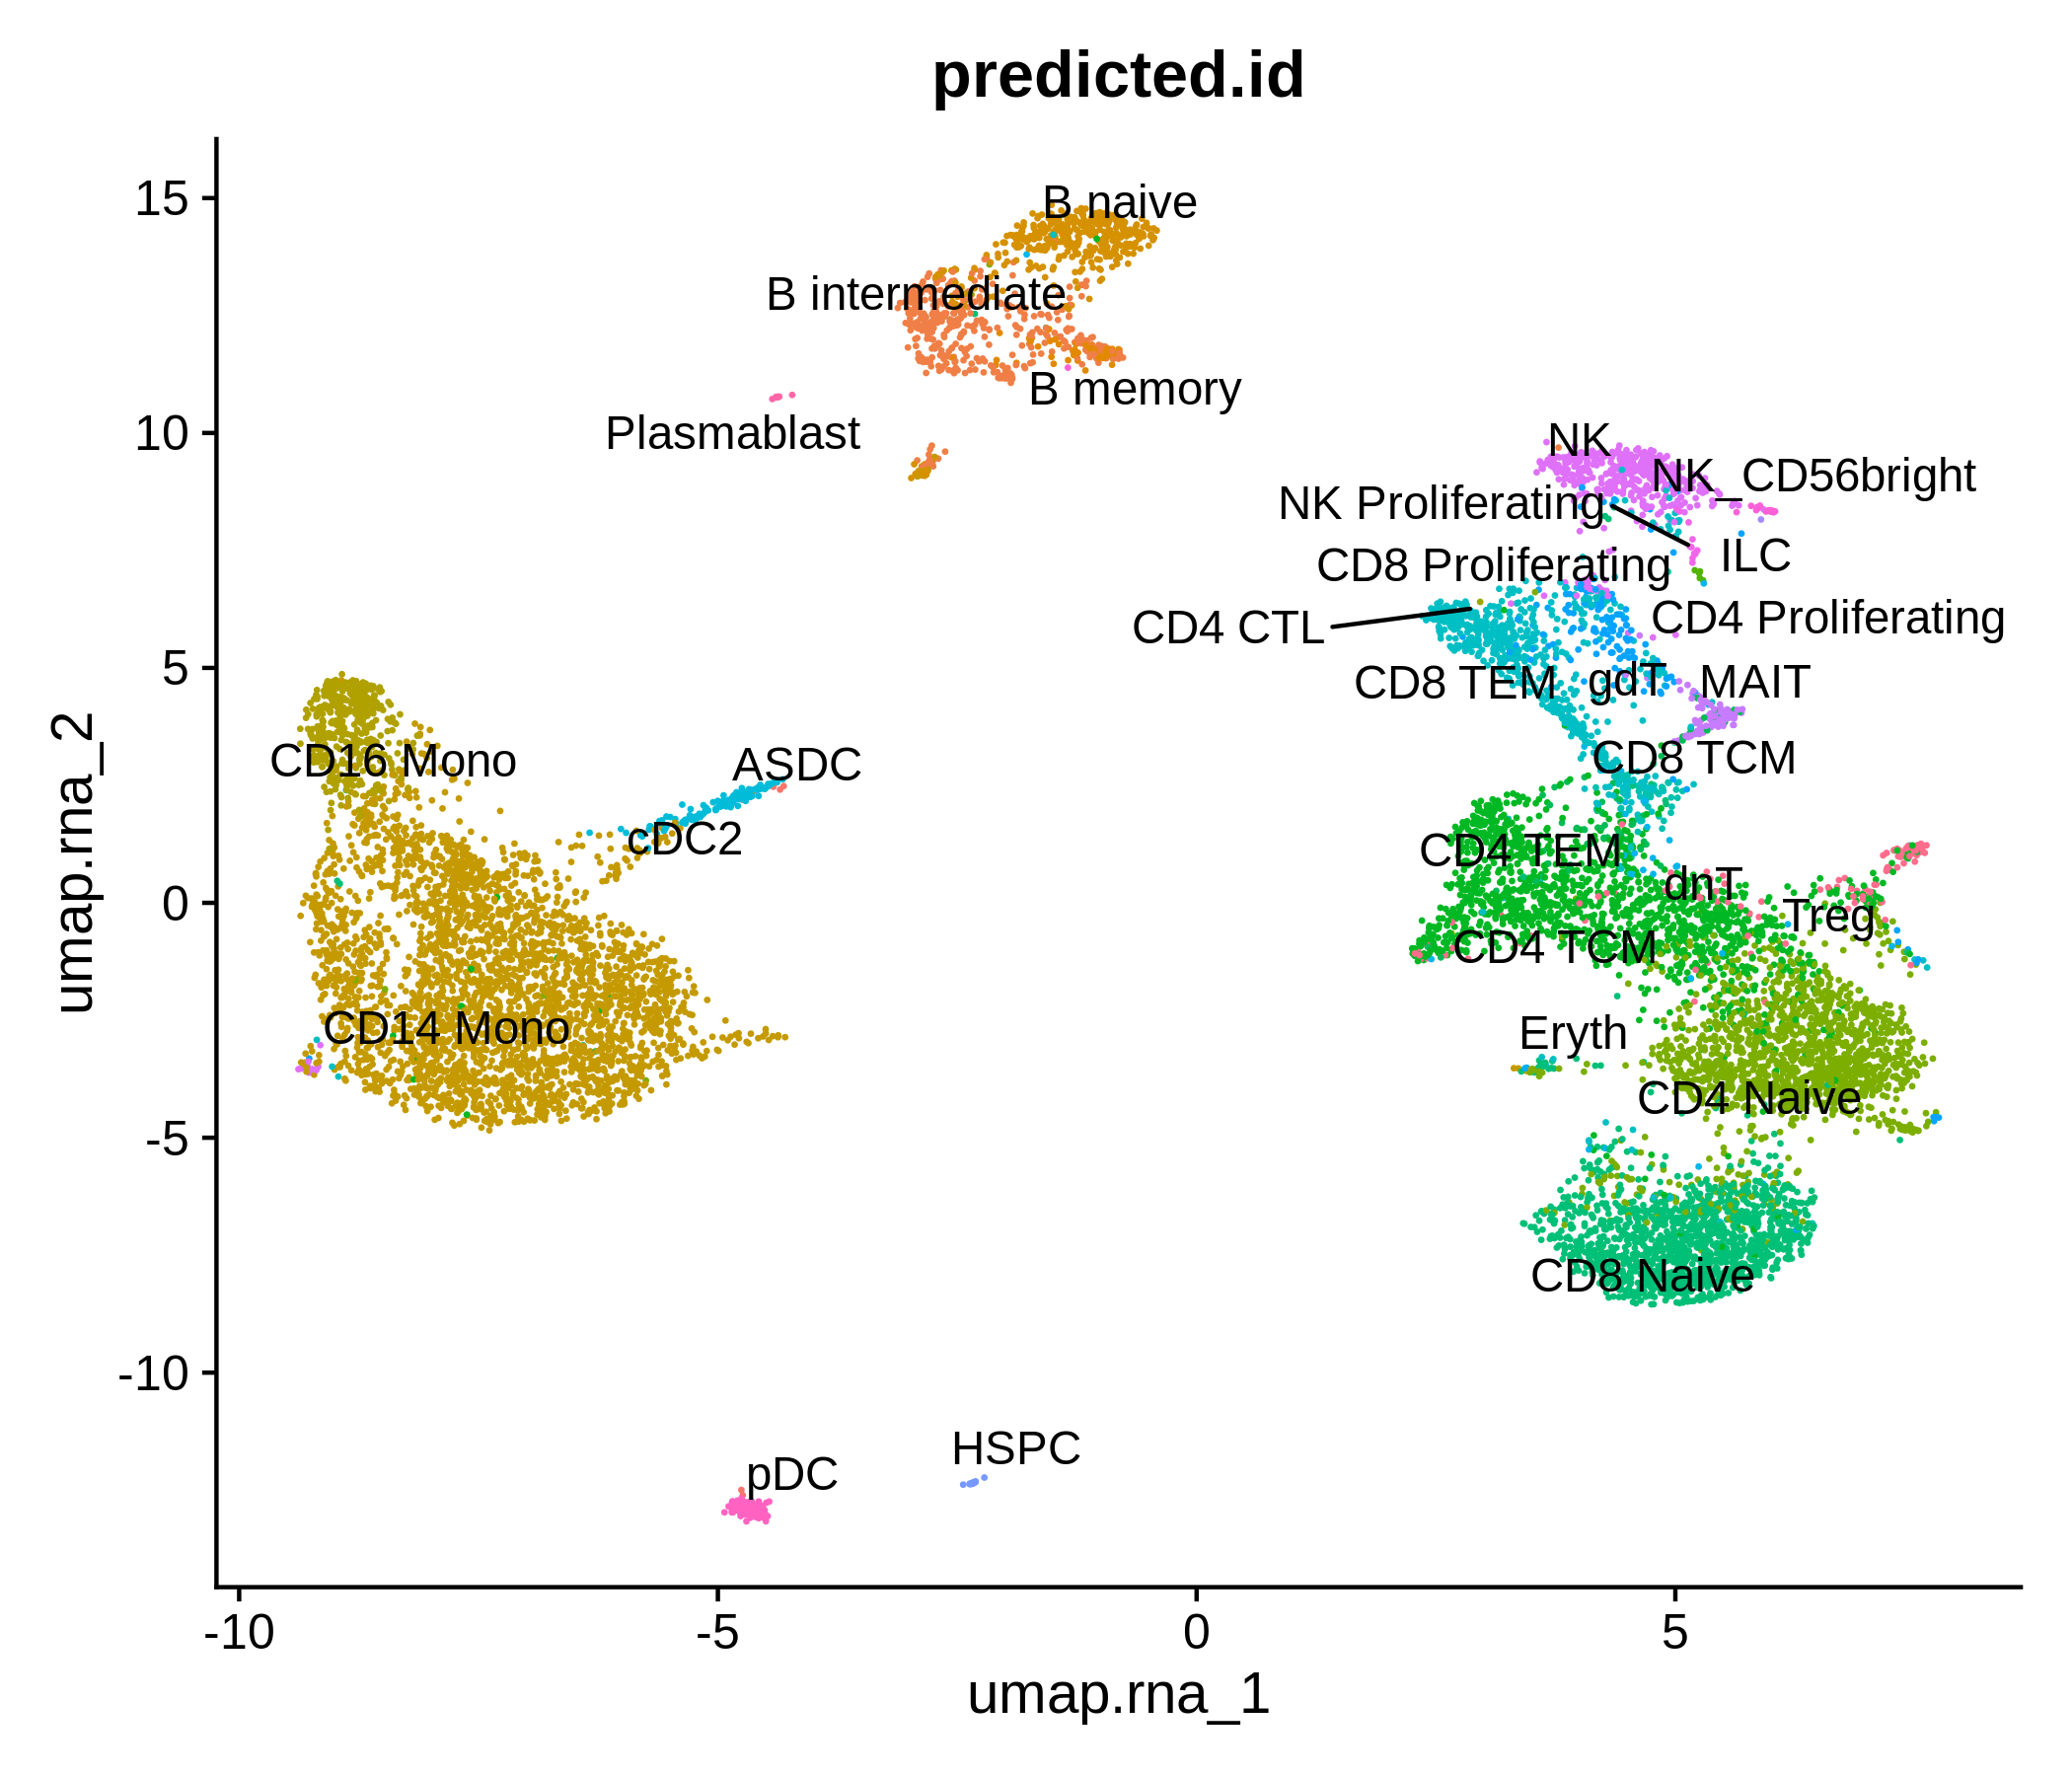 predicted.id
15
B naive
B intermediate
B memory
10
Plasmablast
NK
NK_CD56bright
NK Proliferating
ILC
CD8 Proliferating
CD4 CTL
CD4 Proliferating
5
CD8 TEM
gdT
MAIT
CD16 Mono
ASDC
CD8 TCM
cDC2
CD4 TEM
dnT
0
Treg
CD4 TCM
CD14 Mono
Eryth
CD4 Naive
-5
CD8 Naive
-10
HSPC
pDC
umap.rna_2
-10
-5
0
5
umap.rna_1